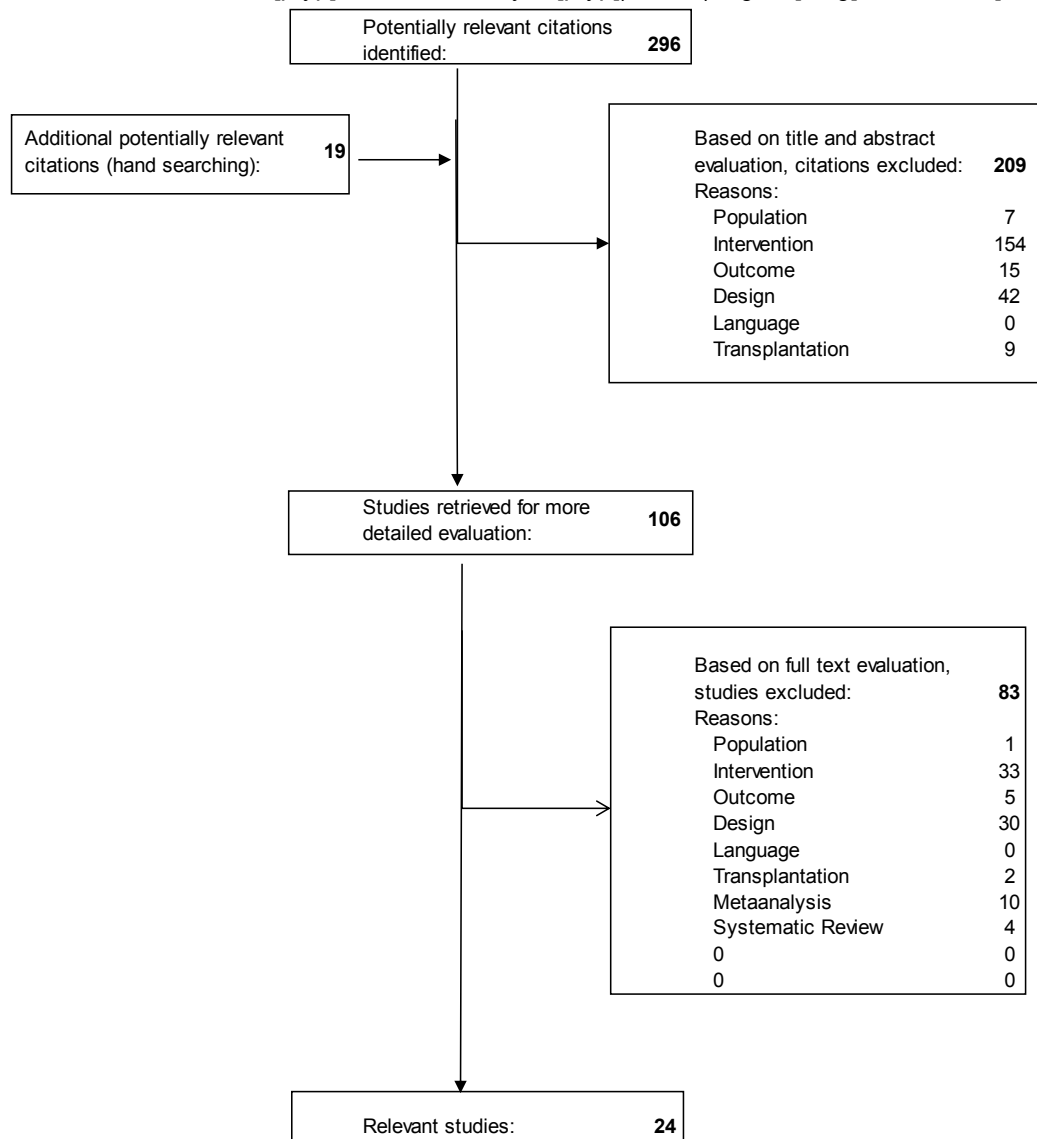 Potentially relevant citations
identified: 296
Additional potentially relevant
citations (hand searching): 19
Based on title and abstract
evaluation, citations excluded: 209
Reasons:
Population 7
Intervention 154
Outcome 15
Design 42
Language 0
Transplantation 9
Studies retrieved for more
detailed evaluation: 106
Based on full text evaluation,
studies excluded: 83
Reasons:
Population 1
Intervention 33
Outcome 5
Design 30
Language 0
Transplantation 2
Metaanalysis 10
Systematic Review 4
0 0
0 0
Relevant studies: 24